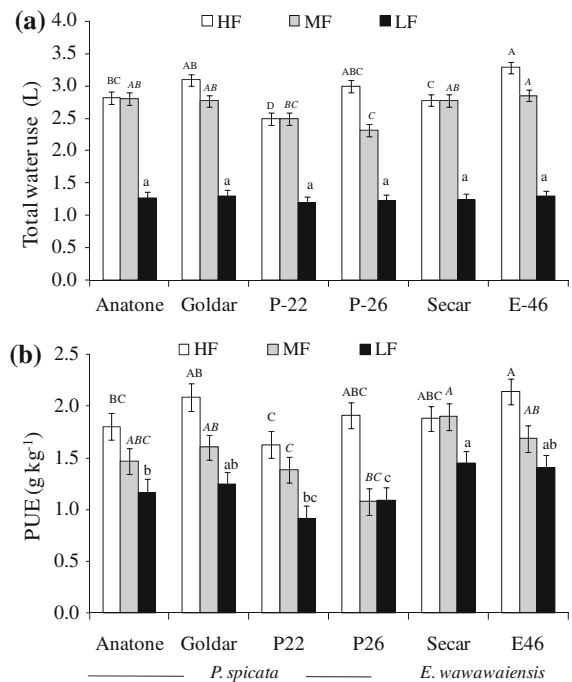 (a)
HF MF LF
Total water use (L)
4.0
3.5
3.0
2.5
2.0
1.5
1.0
0.5
0.0
BC AB a
AB AB a
D BC a
ABC C a
C AB a
A A a
Anatone Goldar P-22 P-26 Secar E-46
(b)
HF MF LF
PUE (g kg⁻¹)
2.5
2.0
1.5
1.0
0.5
0.0
BC ABC b
AB AB ab
C C bc
ABC BC c
ABC A a
A AB ab
Anatone Goldar P22 P26 Secar E46
P. spicata E. wawawaiensis